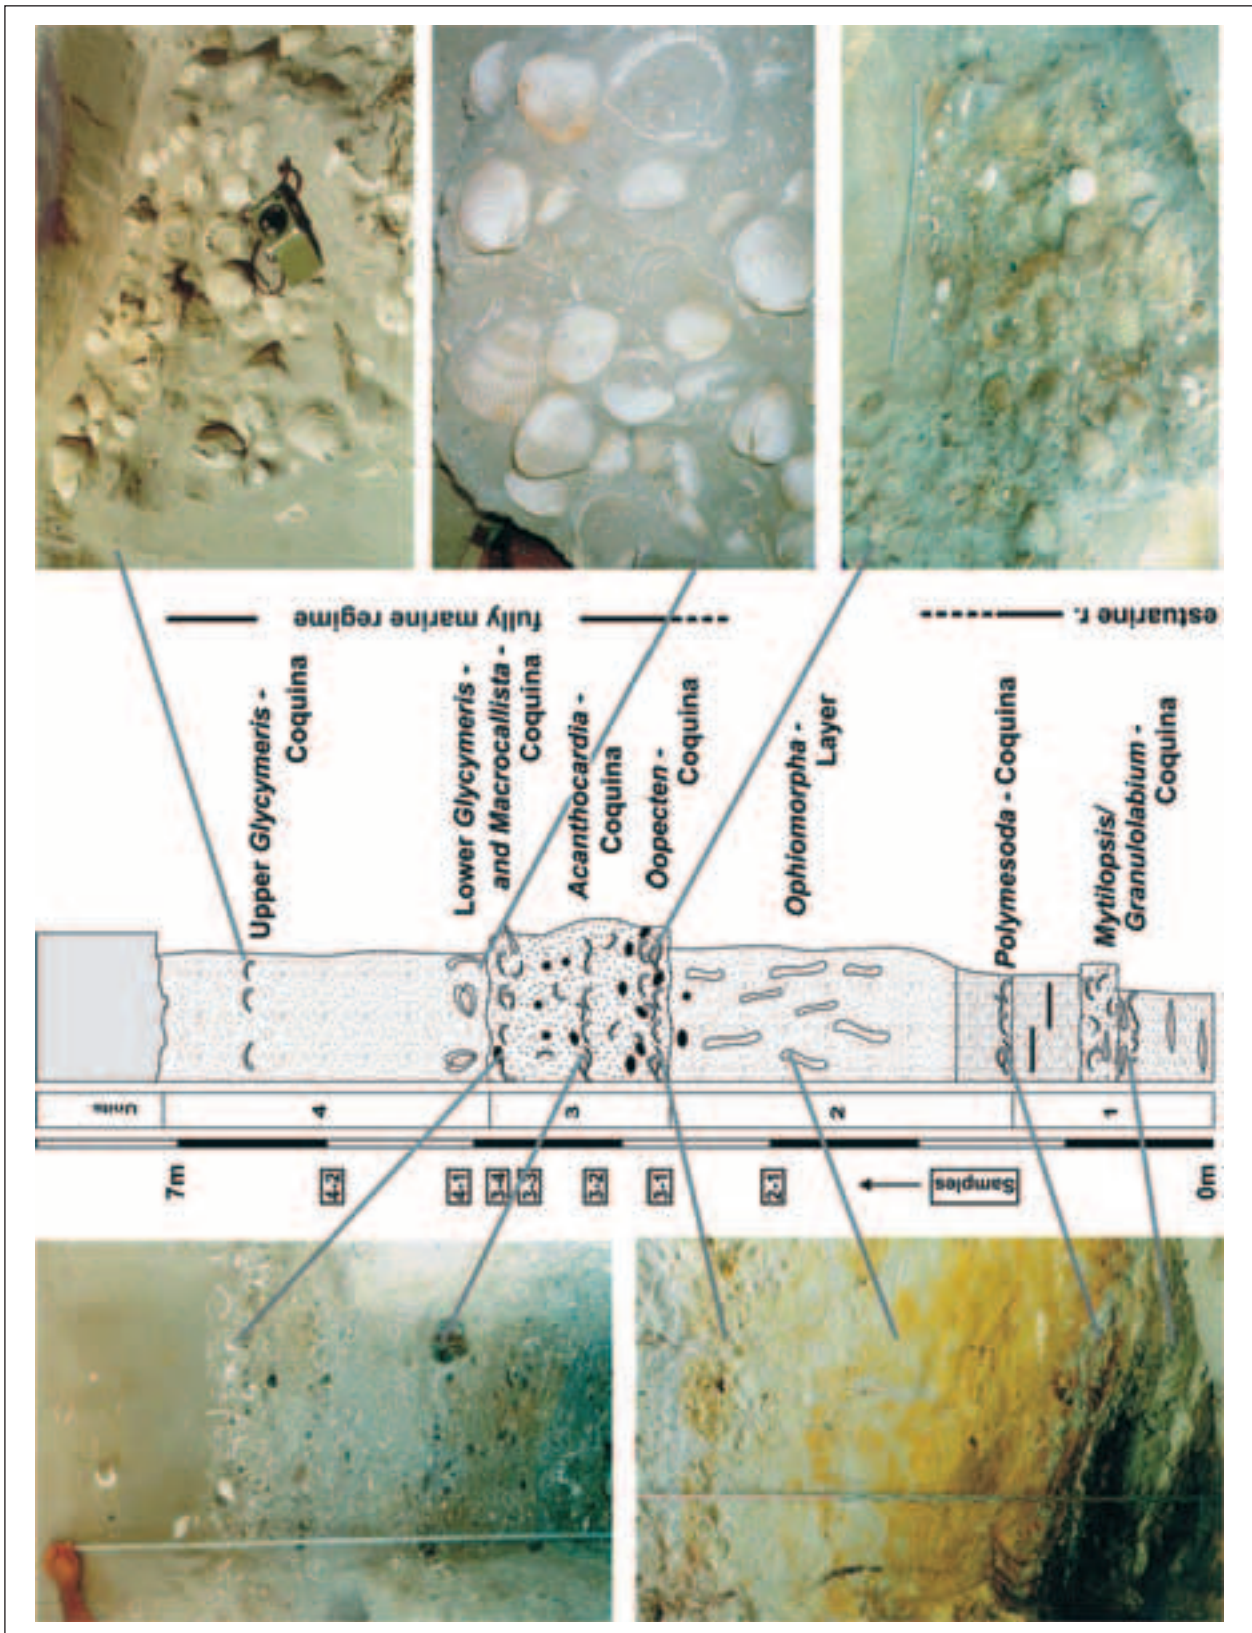 fully marine regime
estuarine r.
Upper Glycymeris -
Coquina
Lower Glycymeris -
and Macrocallista -
Coquina
Acanthocardia -
Coquina
Oopecten -
Coquina
Ophiomorpha -
Layer
Polymesoda - Coquina
Mytilopsis/
Granulolabium -
Coquina
Units
4
3
2
1
7m
4-2
4-1
3-4
3-3
3-2
3-1
2-1
Samples
0m